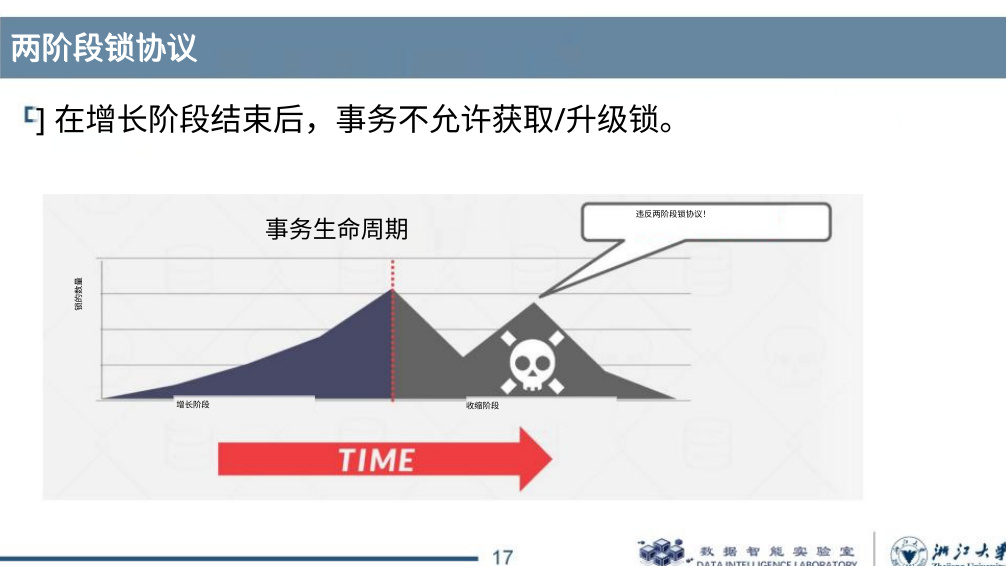 两阶段锁协议
] 在增长阶段结束后，事务不允许获取/升级锁。
事务生命周期
违反两阶段锁协议！
锁的数量
增长阶段
收缩阶段
TIME
17
数据智能实验室
DATA INTELLIGENCE LABORATORY
浙江大学
Zhejiang University